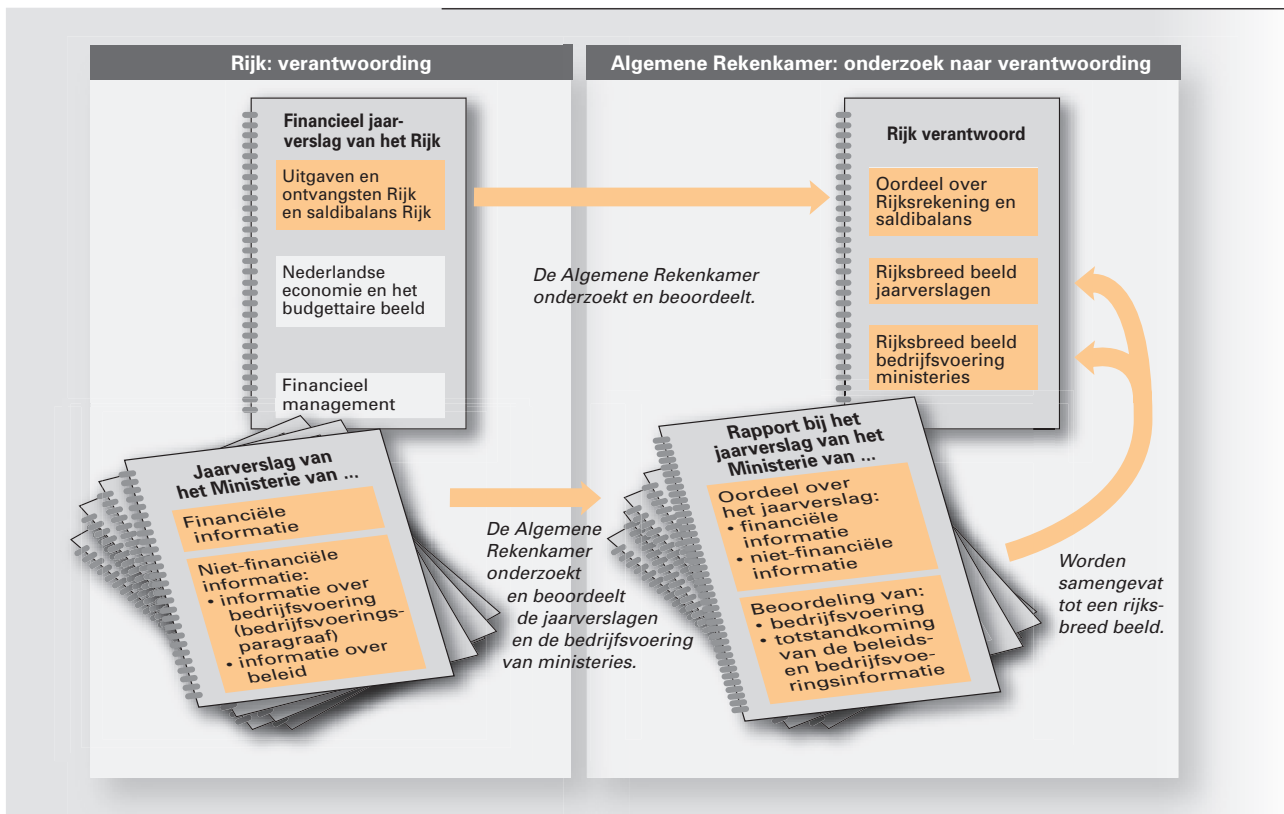 Rijk: verantwoording
Algemene Rekenkamer: onderzoek naar verantwoording
Financieel jaar-
verslag van het Rijk
Uitgaven en
ontvangsten Rijk
en saldibalans Rijk
Nederlandse
economie en het
budgettaire beeld
Financieel
management
De Algemene Rekenkamer
onderzoekt en beoordeelt.
Rijk verantwoord
Oordeel over
Rijksrekening en
saldibalans
Rijksbreed beeld
jaarverslagen
Rijksbreed beeld
bedrijfsvoering
ministeries
Jaarverslag van
het Ministerie van ...
Financiële
informatie
Niet-financiële
informatie:
• informatie over
bedrijfsvoering
(bedrijfsvoerings-
paragraaf)
• informatie over
beleid
De Algemene
Rekenkamer
onderzoekt
en beoordeelt
de jaarverslagen
en de bedrijfsvoering
van ministeries.
Rapport bij het
jaarverslag van het
Ministerie van ...
Oordeel over
het jaarverslag:
• financiële
informatie
• niet-financiële
informatie
Beoordeling van:
• bedrijfsvoering
• totstandkoming
van de beleids-
en bedrijfsvoe-
ringsinformatie
Worden
samengevat
tot een rijks-
breed beeld.